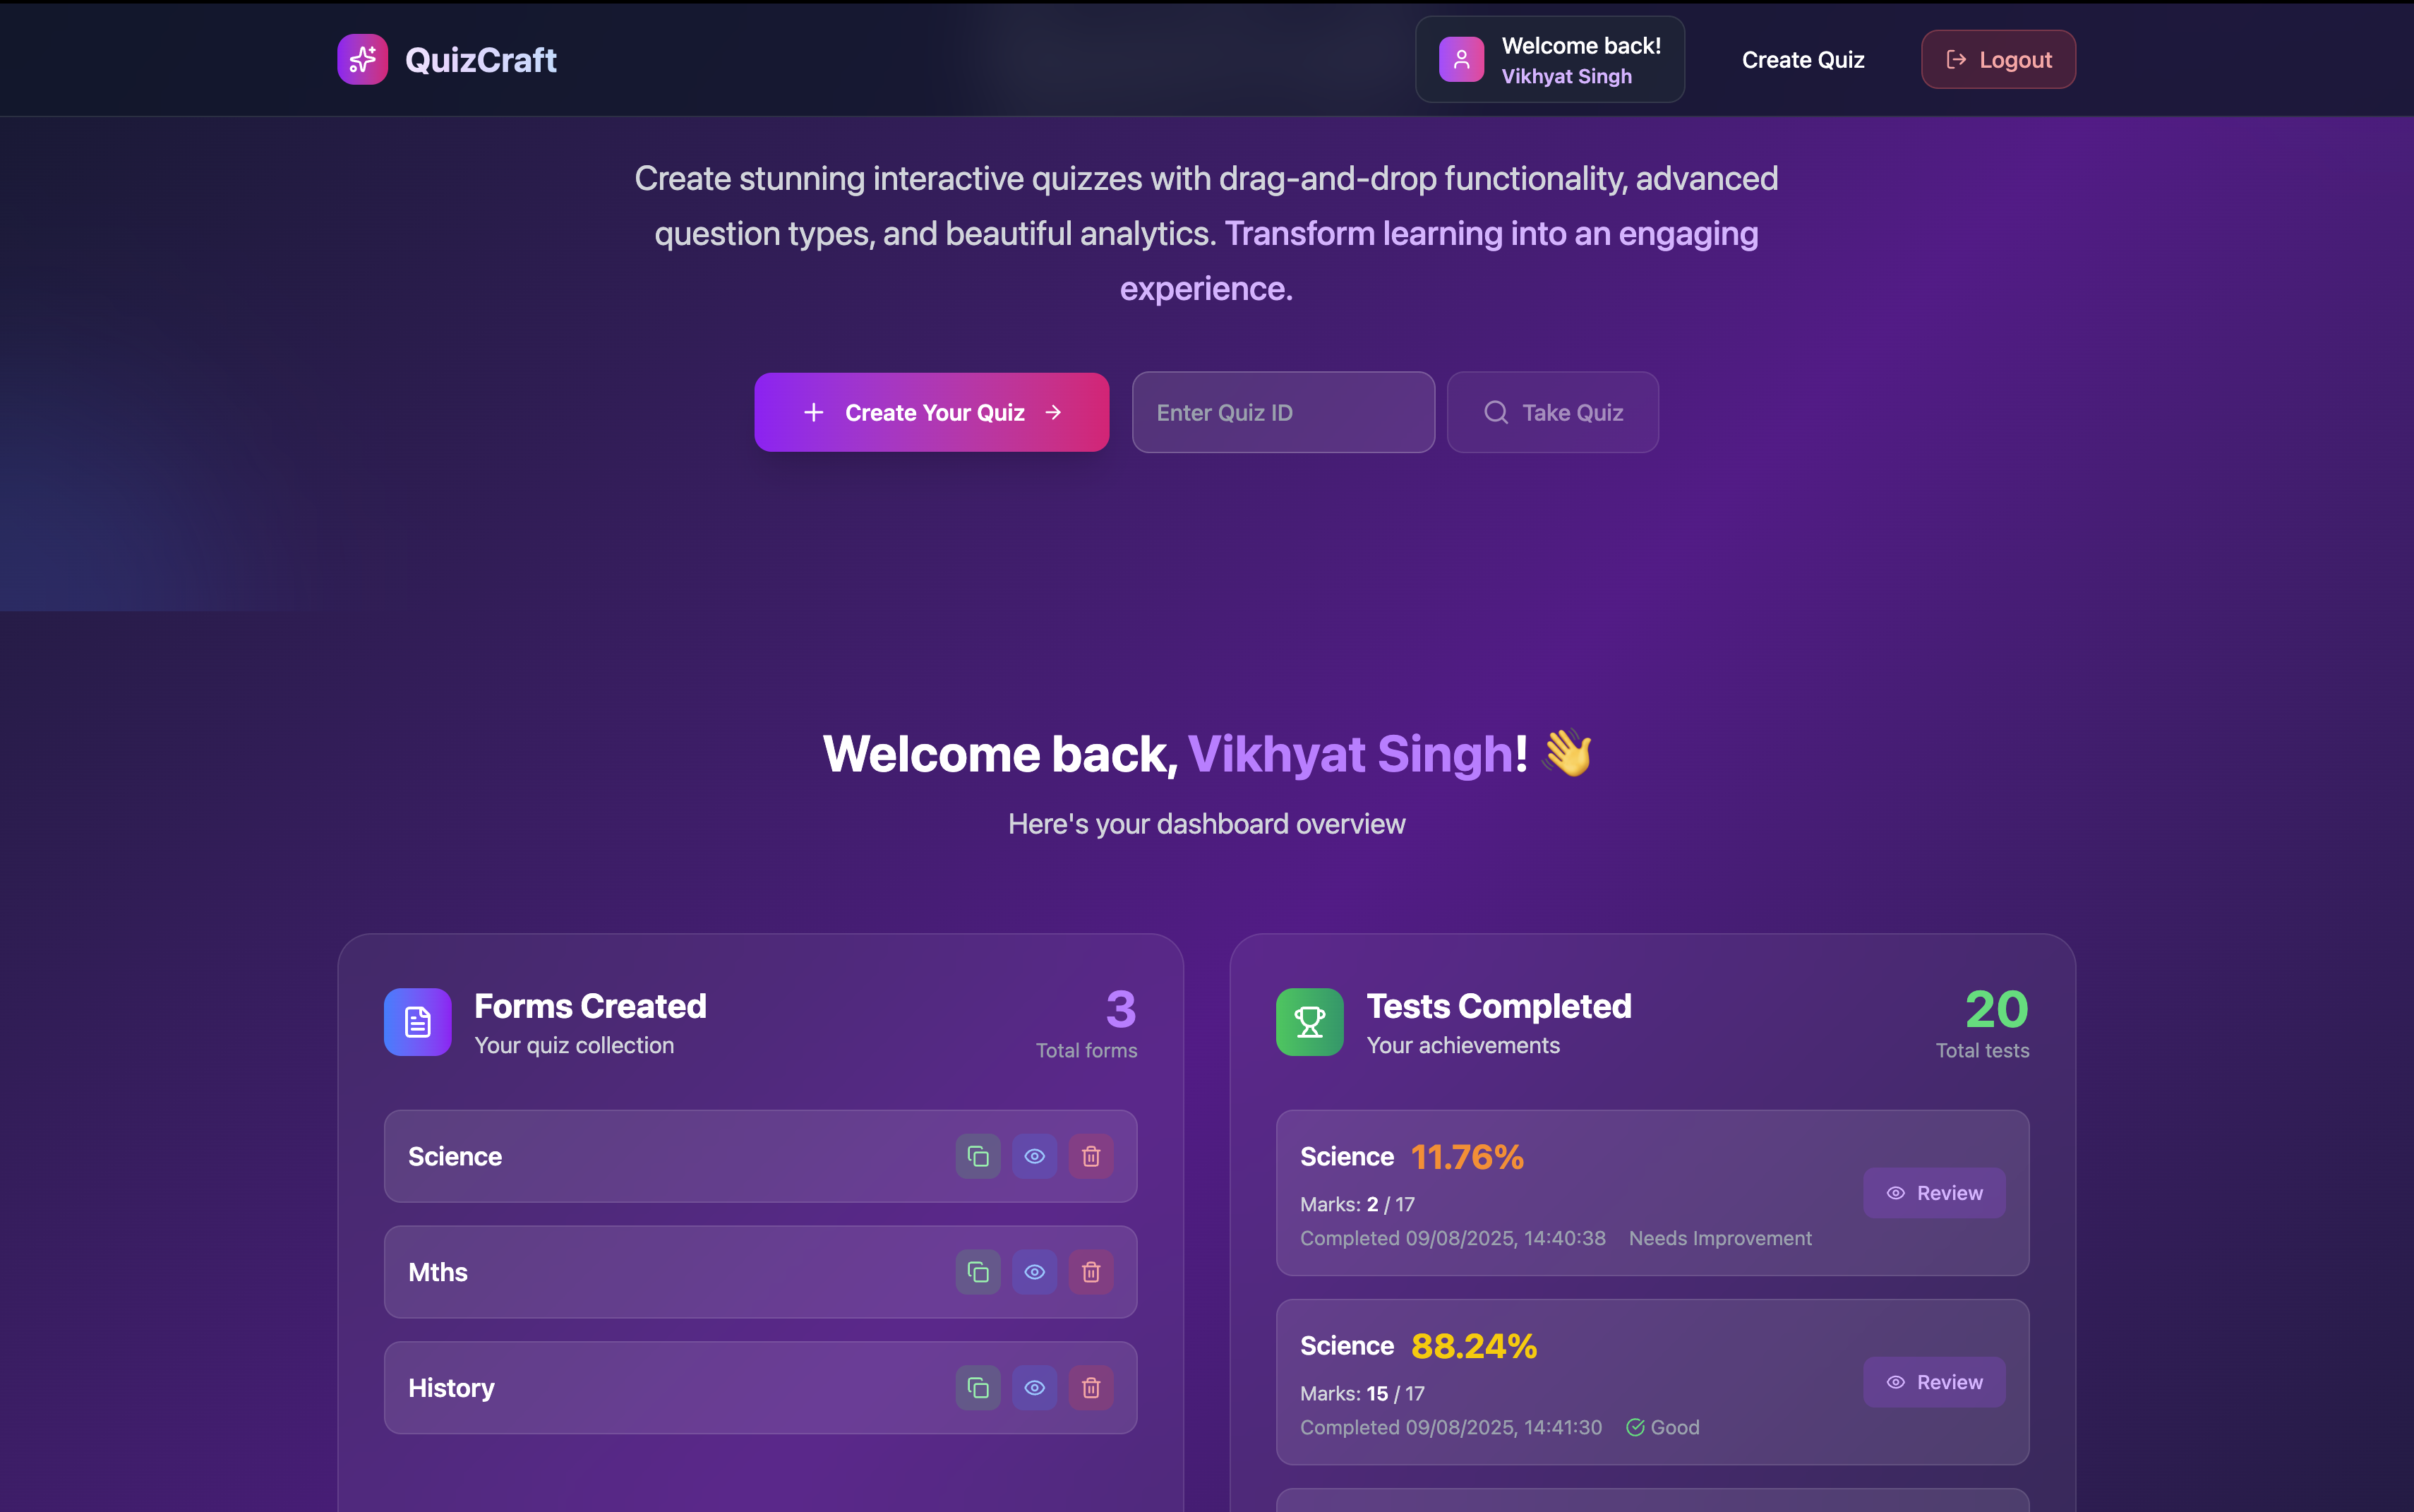 QuizCraft
Welcome back!
Vikhyat Singh
Create Quiz
Logout
Create stunning interactive quizzes with drag-and-drop functionality, advanced
question types, and beautiful analytics. Transform learning into an engaging
experience.
Create Your Quiz
Enter Quiz ID
Take Quiz
Welcome back, Vikhyat Singh! 👋
Here's your dashboard overview
Forms Created
Your quiz collection
3
Total forms
Science
Mths
History
Tests Completed
Your achievements
20
Total tests
Science 11.76%
Marks: 2 / 17
Completed 09/08/2025, 14:40:38 Needs Improvement
Review
Science 88.24%
Marks: 15 / 17
Completed 09/08/2025, 14:41:30 Good
Review